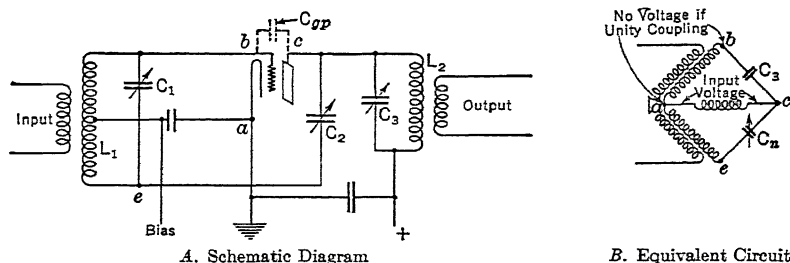 b
C_gp
c
C_1
Input
L_1
a
C_2
C_3
L_2
Output
e
Bias
+
A. Schematic Diagram
No Voltage if
Unity Coupling
b
C_3
Input
Voltage
a
c
C_n
e
B. Equivalent Circuit